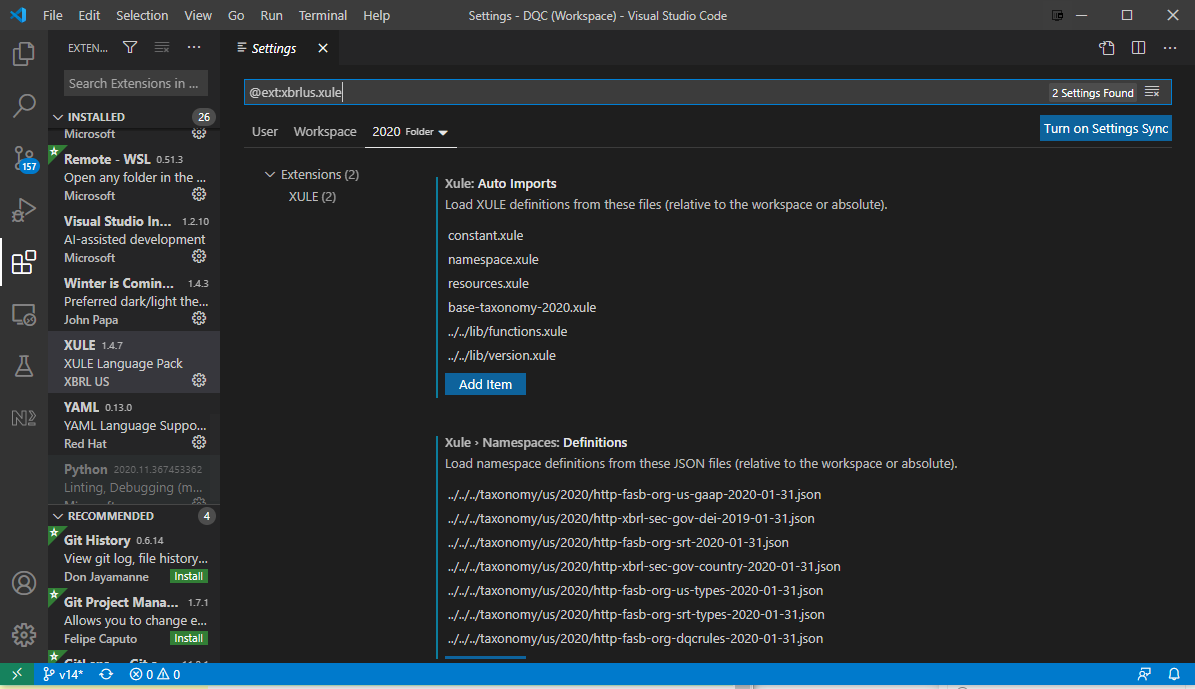 File Edit Selection View Go Run Terminal Help
Settings - DQC (Workspace) - Visual Studio Code
EXTEN... ···
Search Extensions in ...
INSTALLED 26
Microsoft
Remote - WSL 0.51.3
Open any folder in the ...
Microsoft
Visual Studio In... 1.2.10
AI-assisted development
Microsoft
Winter is Comin... 1.4.3
Preferred dark/light the...
John Papa
XULE 1.4.7
XULE Language Pack
XBRL US
YAML 0.13.0
YAML Language Suppo...
Red Hat
Python 2020.11.367453362
Linting, Debugging (m...
RECOMMENDED 4
Git History 0.6.14
View git log, file history...
Don Jayamanne Install
Git Project Mana... 1.7.1
Allows you to change e...
Felipe Caputo Install
157
Settings
@ext:xbrlus.xule
2 Settings Found
User Workspace 2020 Folder
Turn on Settings Sync
Extensions (2)
XULE (2)
Xule: Auto Imports
Load XULE definitions from these files (relative to the workspace or absolute).
constant.xule
namespace.xule
resources.xule
base-taxonomy-2020.xule
../../lib/functions.xule
../../lib/version.xule
Add Item
Xule › Namespaces: Definitions
Load namespace definitions from these JSON files (relative to the workspace or absolute).
../../../taxonomy/us/2020/http-fasb-org-us-gaap-2020-01-31.json
../../../taxonomy/us/2020/http-xbrl-sec-gov-dei-2019-01-31.json
../../../taxonomy/us/2020/http-fasb-org-srt-2020-01-31.json
../../../taxonomy/us/2020/http-xbrl-sec-gov-country-2020-01-31.json
../../../taxonomy/us/2020/http-fasb-org-us-types-2020-01-31.json
../../../taxonomy/us/2020/http-fasb-org-srt-types-2020-01-31.json
../../../taxonomy/us/2020/http-fasb-org-dqcrules-2020-01-31.json
v14* 0 0